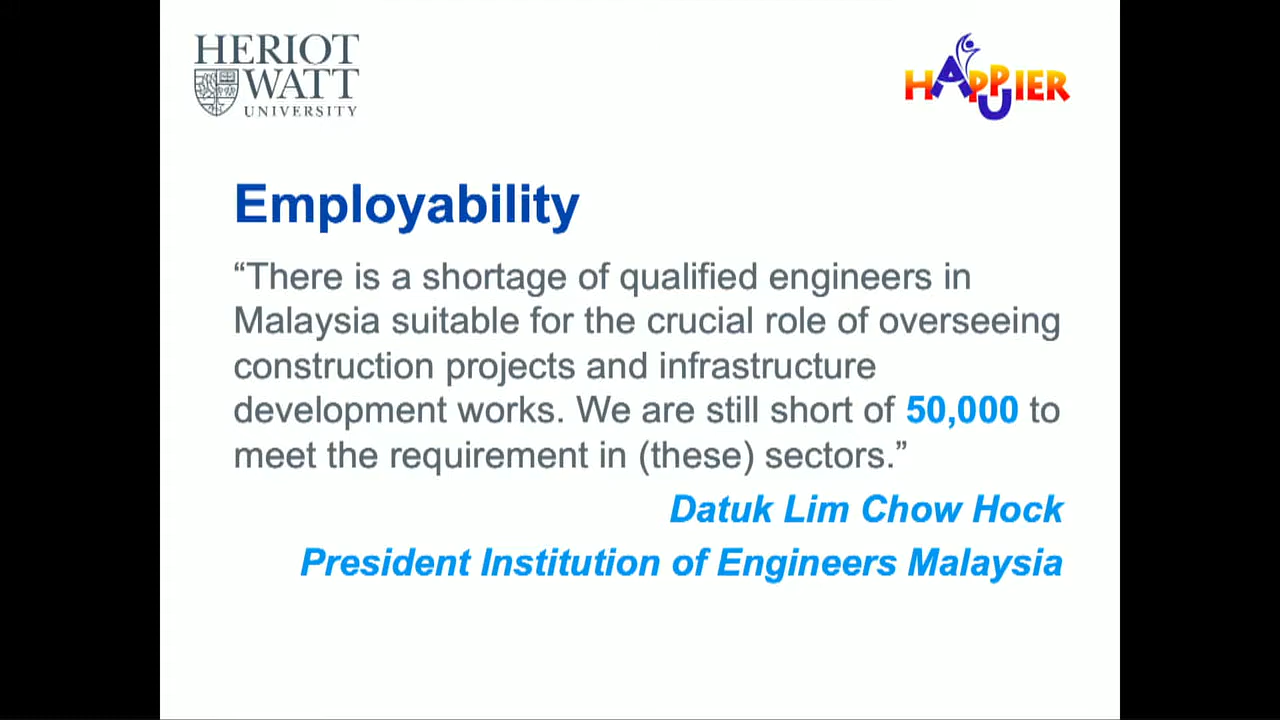 HERIOT
WATT
UNIVERSITY
HAPPIER
U
Employability
“There is a shortage of qualified engineers in
Malaysia suitable for the crucial role of overseeing
construction projects and infrastructure
development works. We are still short of 50,000 to
meet the requirement in (these) sectors.”
Datuk Lim Chow Hock
President Institution of Engineers Malaysia